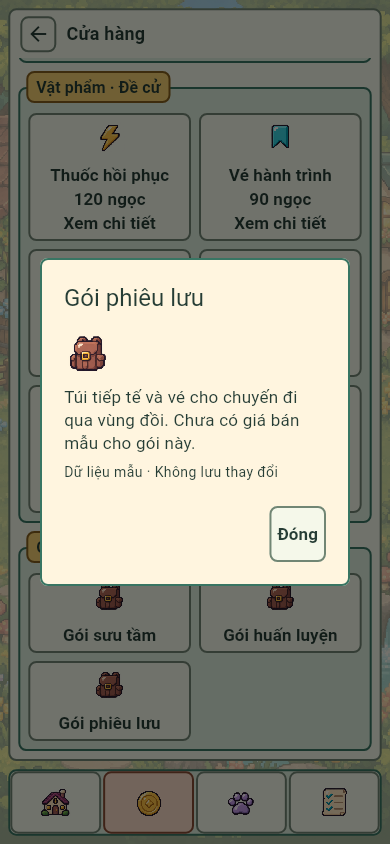 Cửa hàng
Vật phẩm · Đề cử
Thuốc hồi phục
120 ngọc
Xem chi tiết
Vé hành trình
90 ngọc
Xem chi tiết
Gói phiêu lưu
Túi tiếp tế và vé cho chuyến đi
qua vùng đồi. Chưa có giá bán
mẫu cho gói này.
Dữ liệu mẫu · Không lưu thay đổi
Đóng
Gói sưu tầm
Gói huấn luyện
Gói phiêu lưu